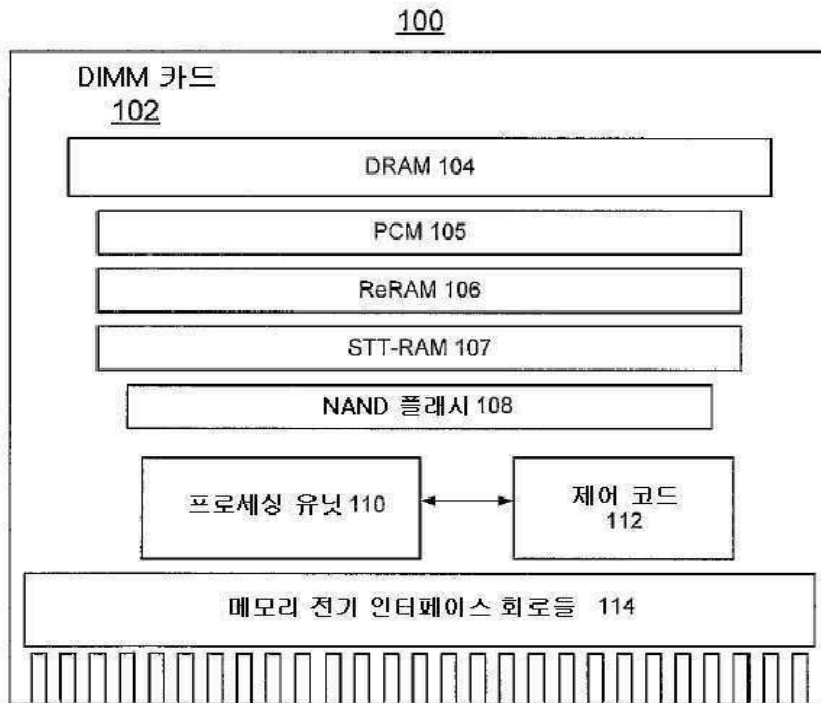 100
DIMM 카드
102
DRAM 104
PCM 105
ReRAM 106
STT-RAM 107
NAND 플래시 108
프로세싱 유닛 110
제어 코드
112
메모리 전기 인터페이스 회로들 114